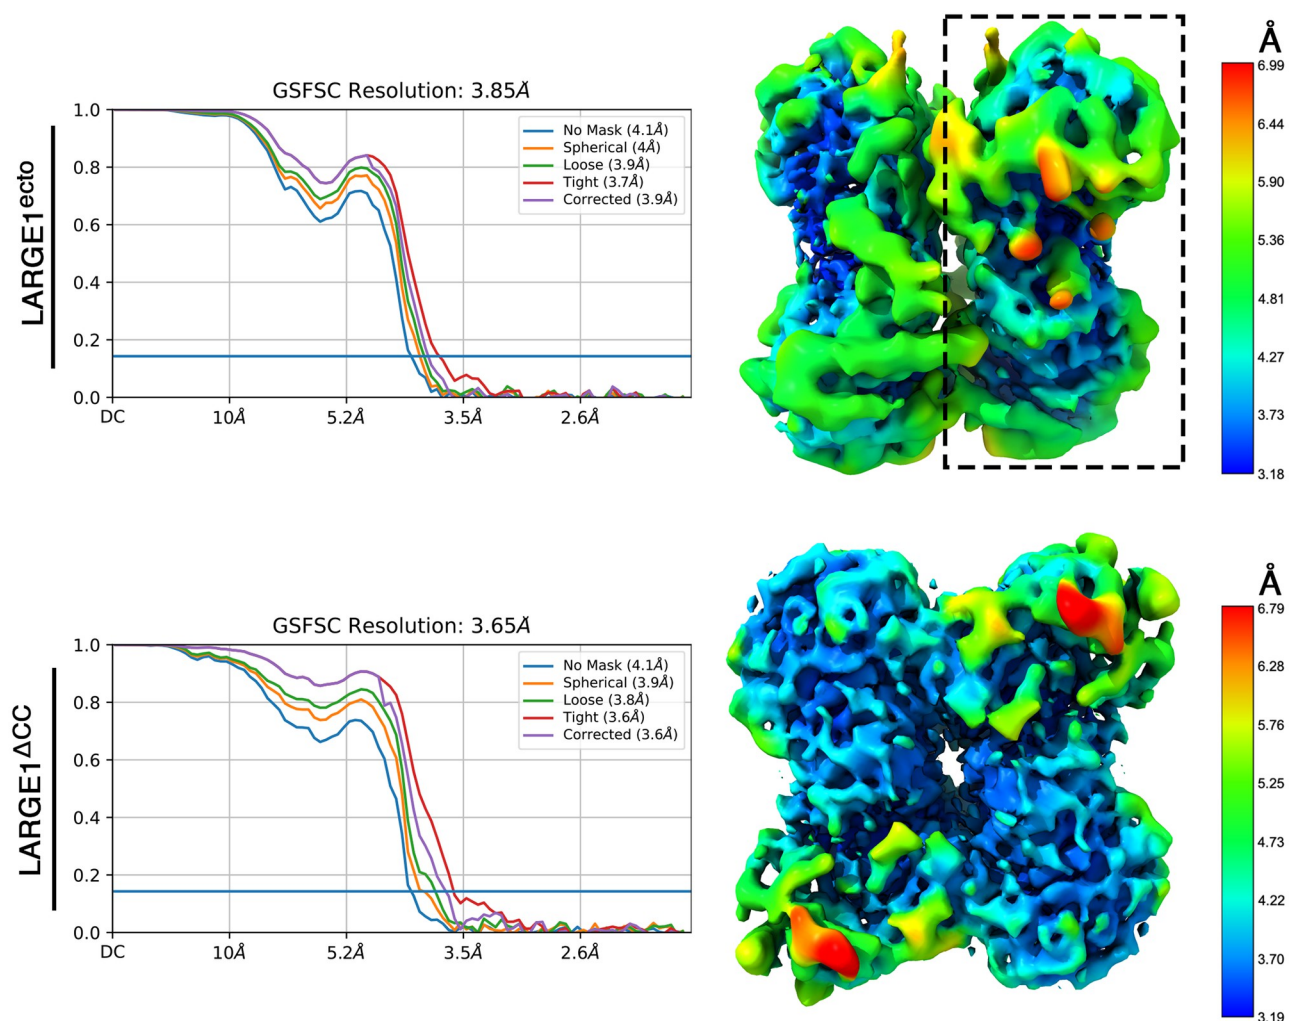 LARGE1ecto
GSFSC Resolution: 3.85Å
1.0
0.8
0.6
0.4
0.2
0.0
DC
10Å
5.2Å
3.5Å
2.6Å
No Mask (4.1Å)
Spherical (4Å)
Loose (3.9Å)
Tight (3.7Å)
Corrected (3.9Å)
Å
6.99
6.44
5.90
5.36
4.81
4.27
3.73
3.18
LARGE1ΔCC
GSFSC Resolution: 3.65Å
1.0
0.8
0.6
0.4
0.2
0.0
DC
10Å
5.2Å
3.5Å
2.6Å
No Mask (4.1Å)
Spherical (3.9Å)
Loose (3.8Å)
Tight (3.6Å)
Corrected (3.6Å)
Å
6.79
6.28
5.76
5.25
4.73
4.22
3.70
3.19